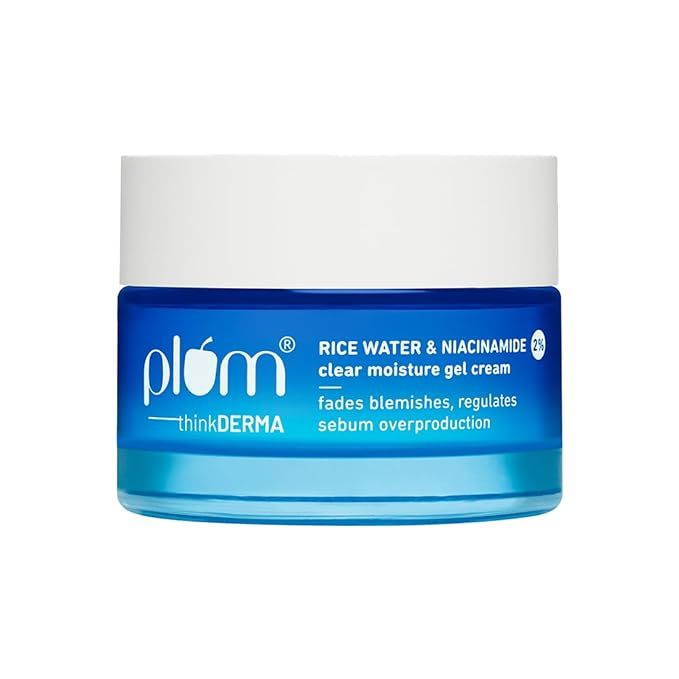 plum®
thinkDERMA
RICE WATER & NIACINAMIDE 2%
clear moisture gel cream
fades blemishes, regulates
sebum overproduction